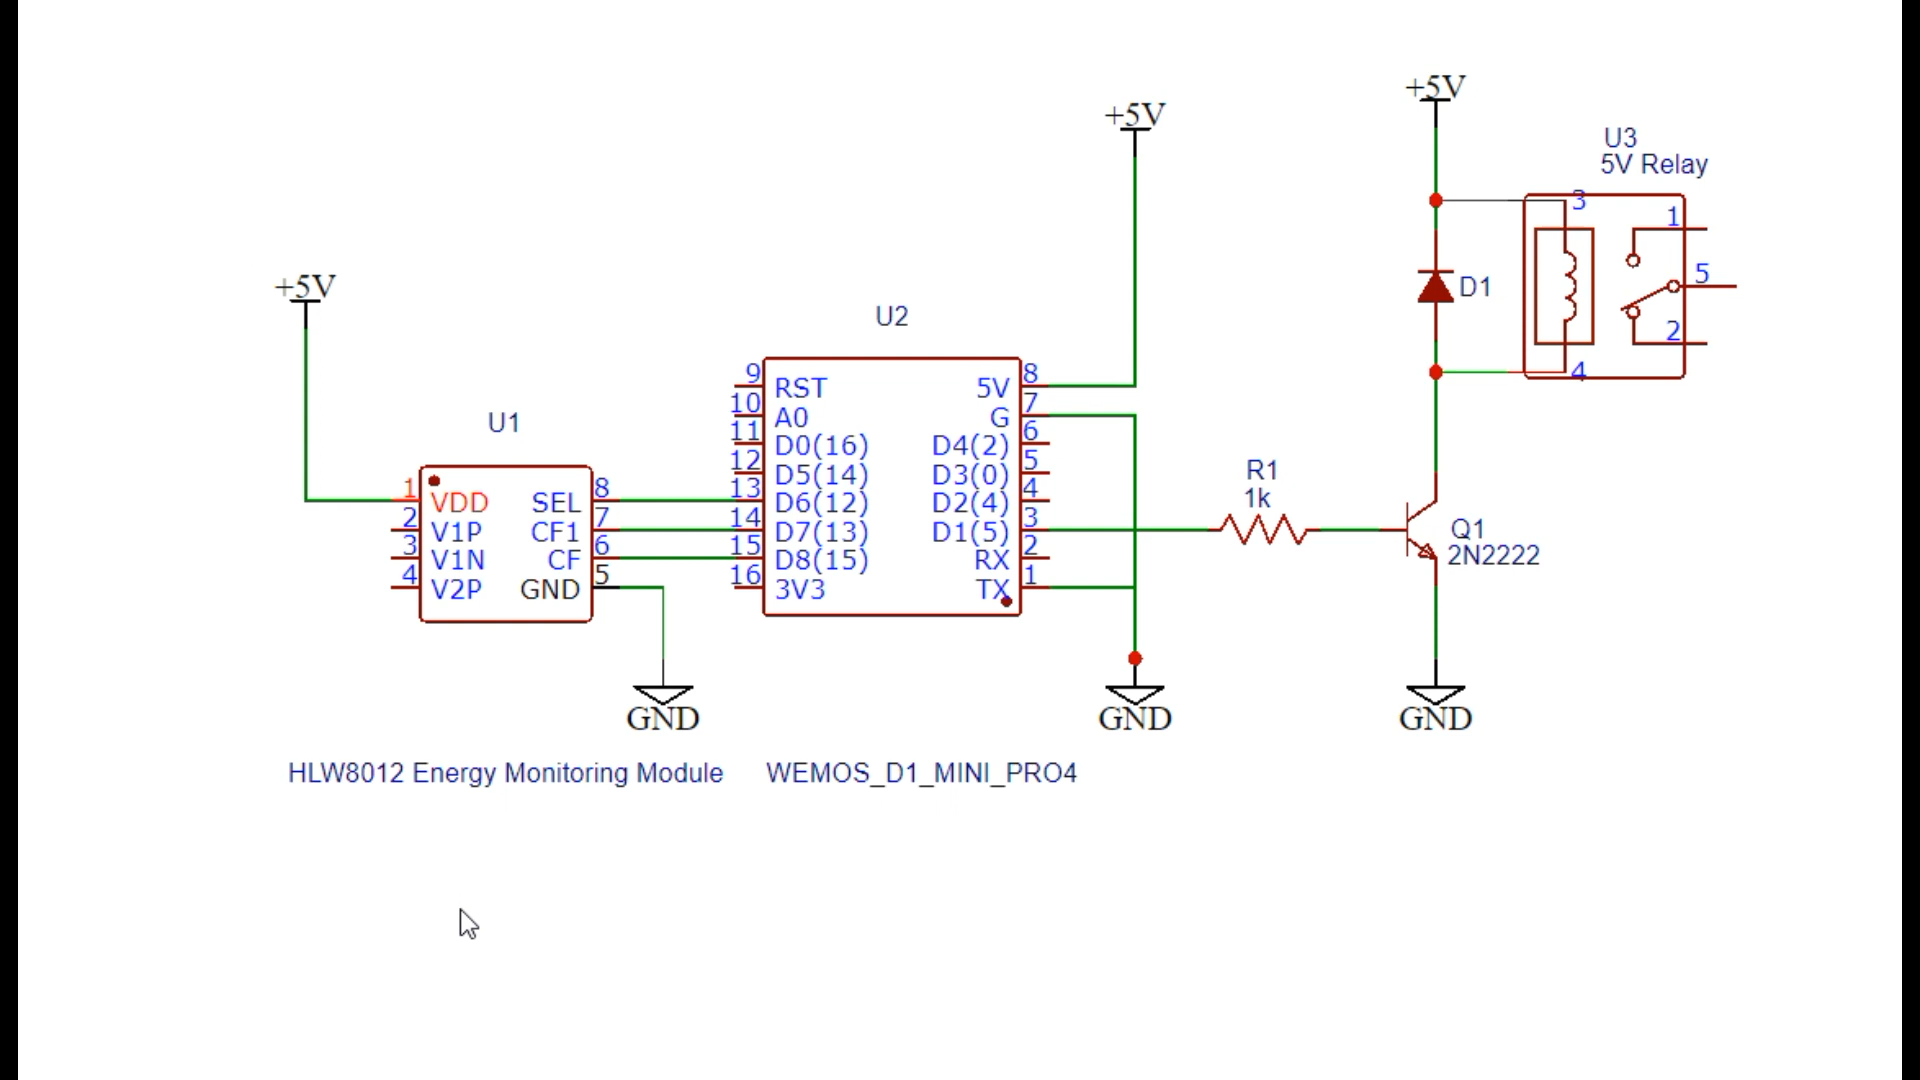 +5V
+5V
U3
5V Relay
3
1
5
2
4
D1
+5V
U2
9 RST 5V 8
10 A0 G 7
11 D0(16) D4(2) 6
12 D5(14) D3(0) 5
13 D6(12) D2(4) 4
14 D7(13) D1(5) 3
15 D8(15) RX 2
16 3V3 TX 1
U1
1 VDD SEL 8
2 V1P CF1 7
3 V1N CF 6
4 V2P GND 5
R1
1k
Q1
2N2222
GND
GND
GND
HLW8012 Energy Monitoring Module
WEMOS_D1_MINI_PRO4